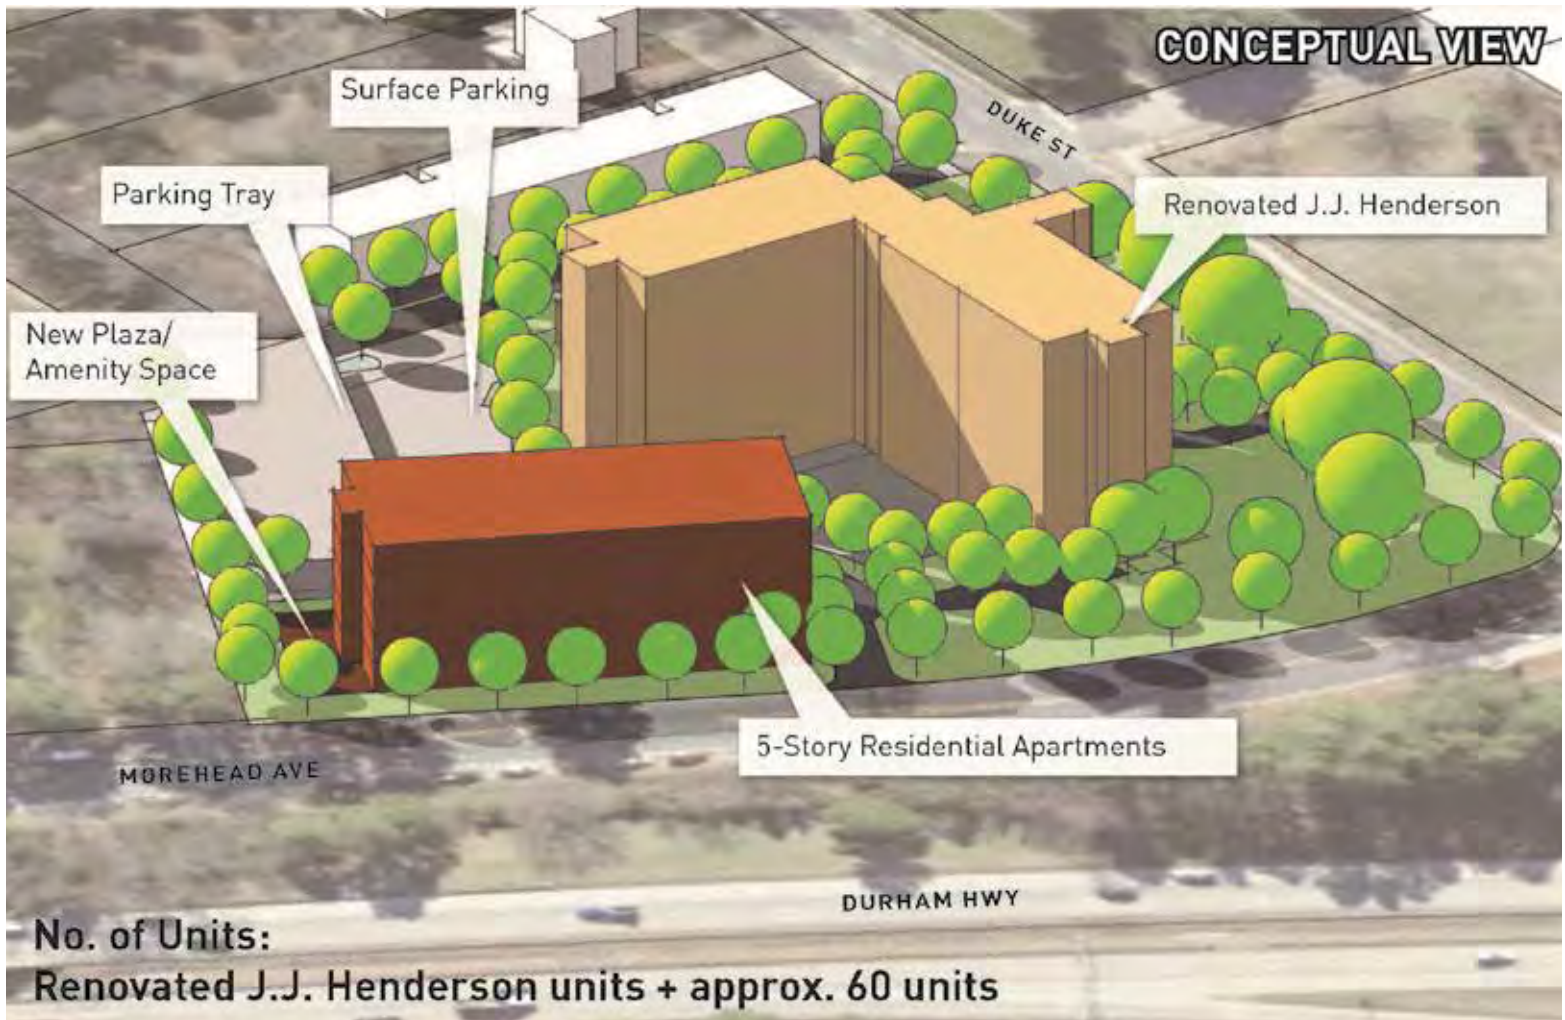 CONCEPTUAL VIEW
Surface Parking
DUKE ST
Parking Tray
Renovated J.J. Henderson
New Plaza/
Amenity Space
5-Story Residential Apartments
MOREHEAD AVE
DURHAM HWY
No. of Units:
Renovated J.J. Henderson units + approx. 60 units